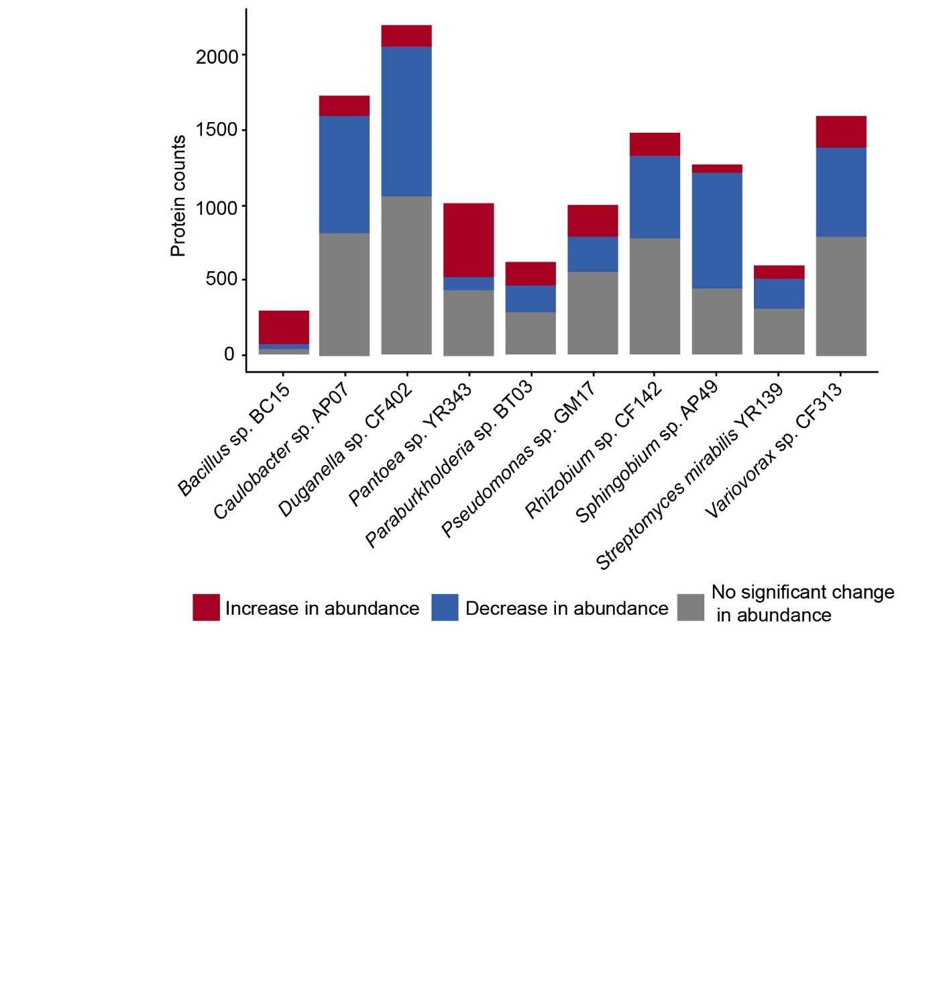 Protein counts
2000
1500
1000
500
0
Bacillus sp. BC15
Caulobacter sp. AP07
Duganella sp. CF402
Pantoea sp. YR343
Paraburkholderia sp. BT03
Pseudomonas sp. GM17
Rhizobium sp. CF142
Sphingobium sp. AP49
Streptomyces mirabilis YR139
Variovorax sp. CF313
Increase in abundance
Decrease in abundance
No significant change
in abundance